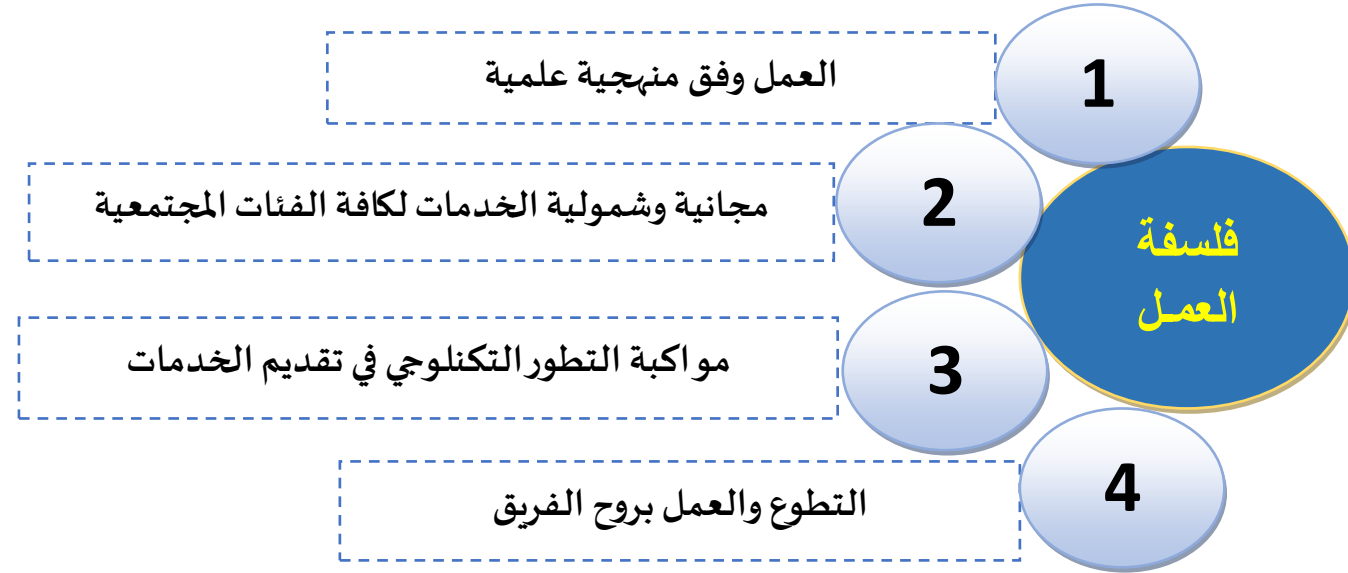 فلسفة
العمل
1
العمل وفق منهجية علمية
2
مجانية وشمولية الخدمات لكافة الفئات المجتمعية
3
مواكبة التطور التكنلوجي في تقديم الخدمات
4
التطوع والعمل بروح الفريق